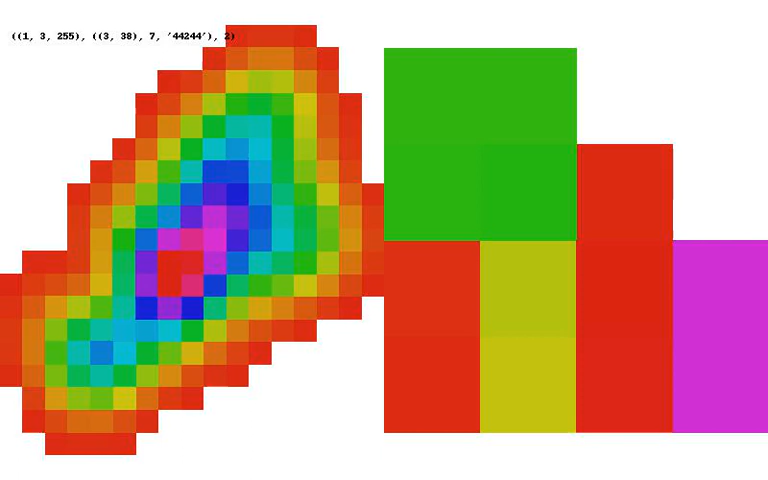 ((1, 3, 255), ((3, 38), 7, '44244'), 2)